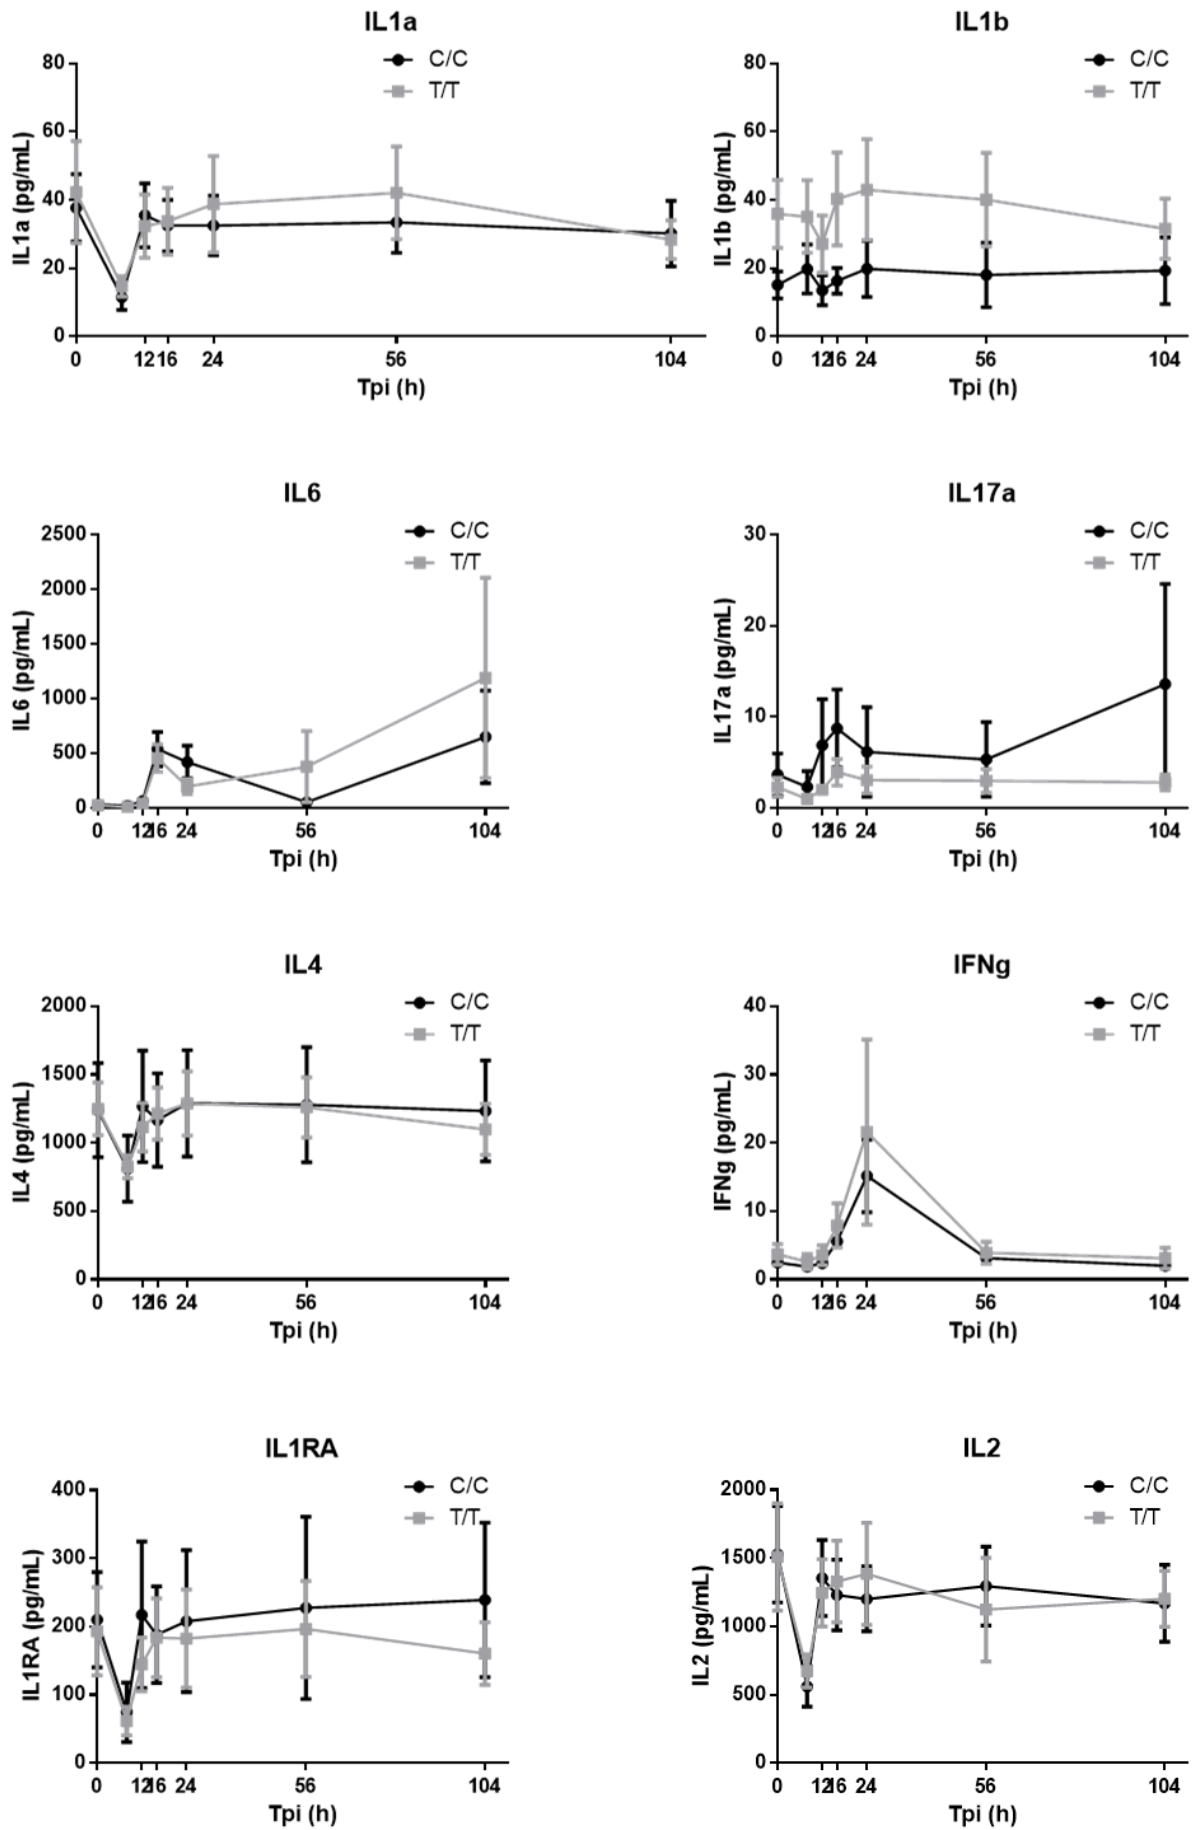 IL1a
C/C
T/T
80
60
40
20
0
IL1a (pg/mL)
0 12 16 24 56 104
Tpi (h)
IL1b
C/C
T/T
80
60
40
20
0
IL1b (pg/mL)
0 12 16 24 56 104
Tpi (h)
IL6
C/C
T/T
2500
2000
1500
1000
500
0
IL6 (pg/mL)
0 12 16 24 56 104
Tpi (h)
IL17a
C/C
T/T
30
20
10
0
IL17a (pg/mL)
0 12 16 24 56 104
Tpi (h)
IL4
C/C
T/T
2000
1500
1000
500
0
IL4 (pg/mL)
0 12 16 24 56 104
Tpi (h)
IFNg
C/C
T/T
40
30
20
10
0
IFNg (pg/mL)
0 12 16 24 56 104
Tpi (h)
IL1RA
C/C
T/T
400
300
200
100
0
IL1RA (pg/mL)
0 12 16 24 56 104
Tpi (h)
IL2
C/C
T/T
2000
1500
1000
500
0
IL2 (pg/mL)
0 12 16 24 56 104
Tpi (h)